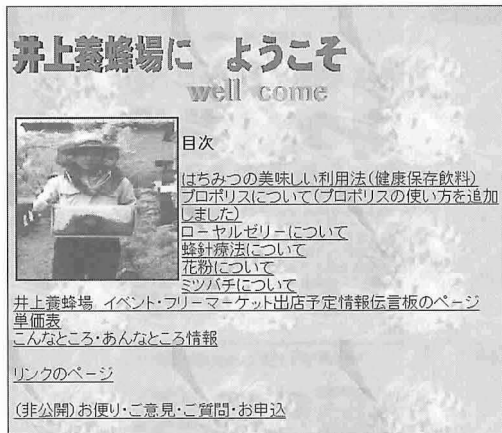 井上養蜂場に ようこそ
well come
目次
はちみつの美味しい利用法(健康保存飲料)
プロポリスについて(プロポリスの使い方を追加
しました)
ローヤルゼリーについて
蜂針療法について
花粉について
ミツバチについて
井上養蜂場 イベント・フリーマーケット出店予定情報伝言板のページ
単価表
こんなところ・あんなところ情報
リンクのページ
(非公開)お便り・ご意見・ご質問・お申込